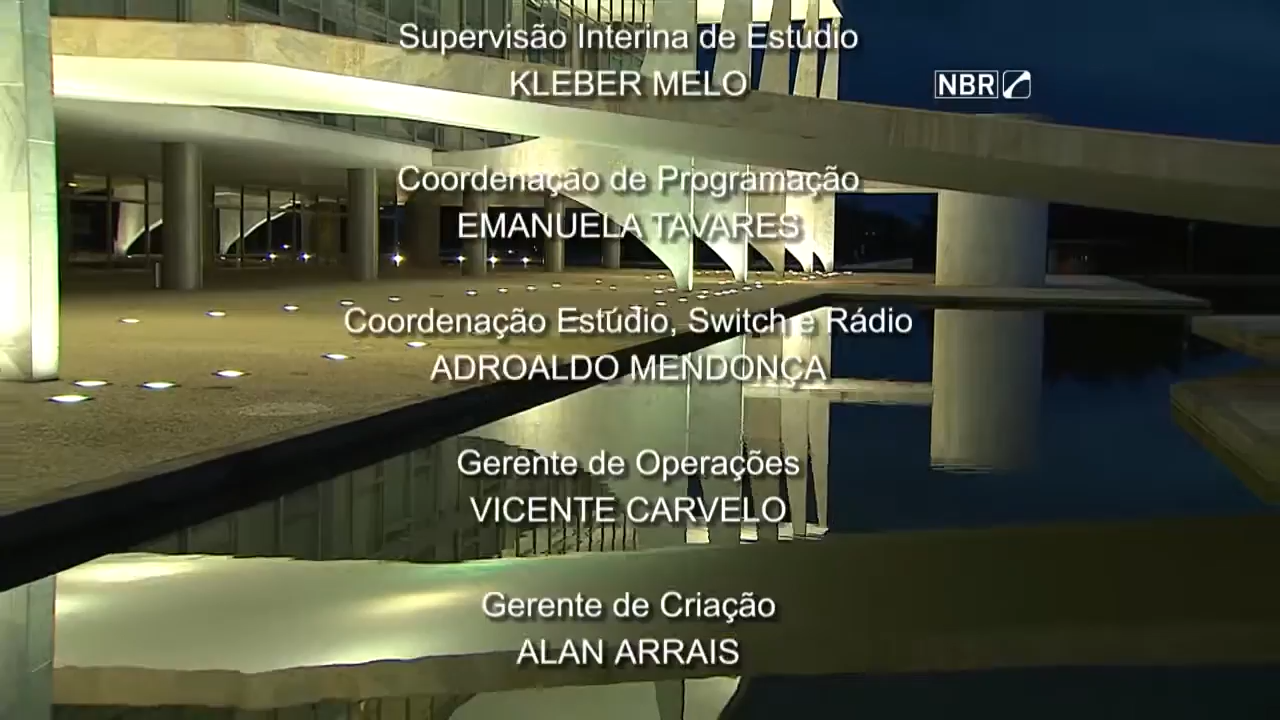 Supervisão Interina de Estúdio
KLEBER MELO
NBR
Coordenação de Programação
EMANUELA TAVARES
Coordenação Estúdio, Switch e Rádio
ADROALDO MENDONÇA
Gerente de Operações
VICENTE CARVELO
Gerente de Criação
ALAN ARRAIS